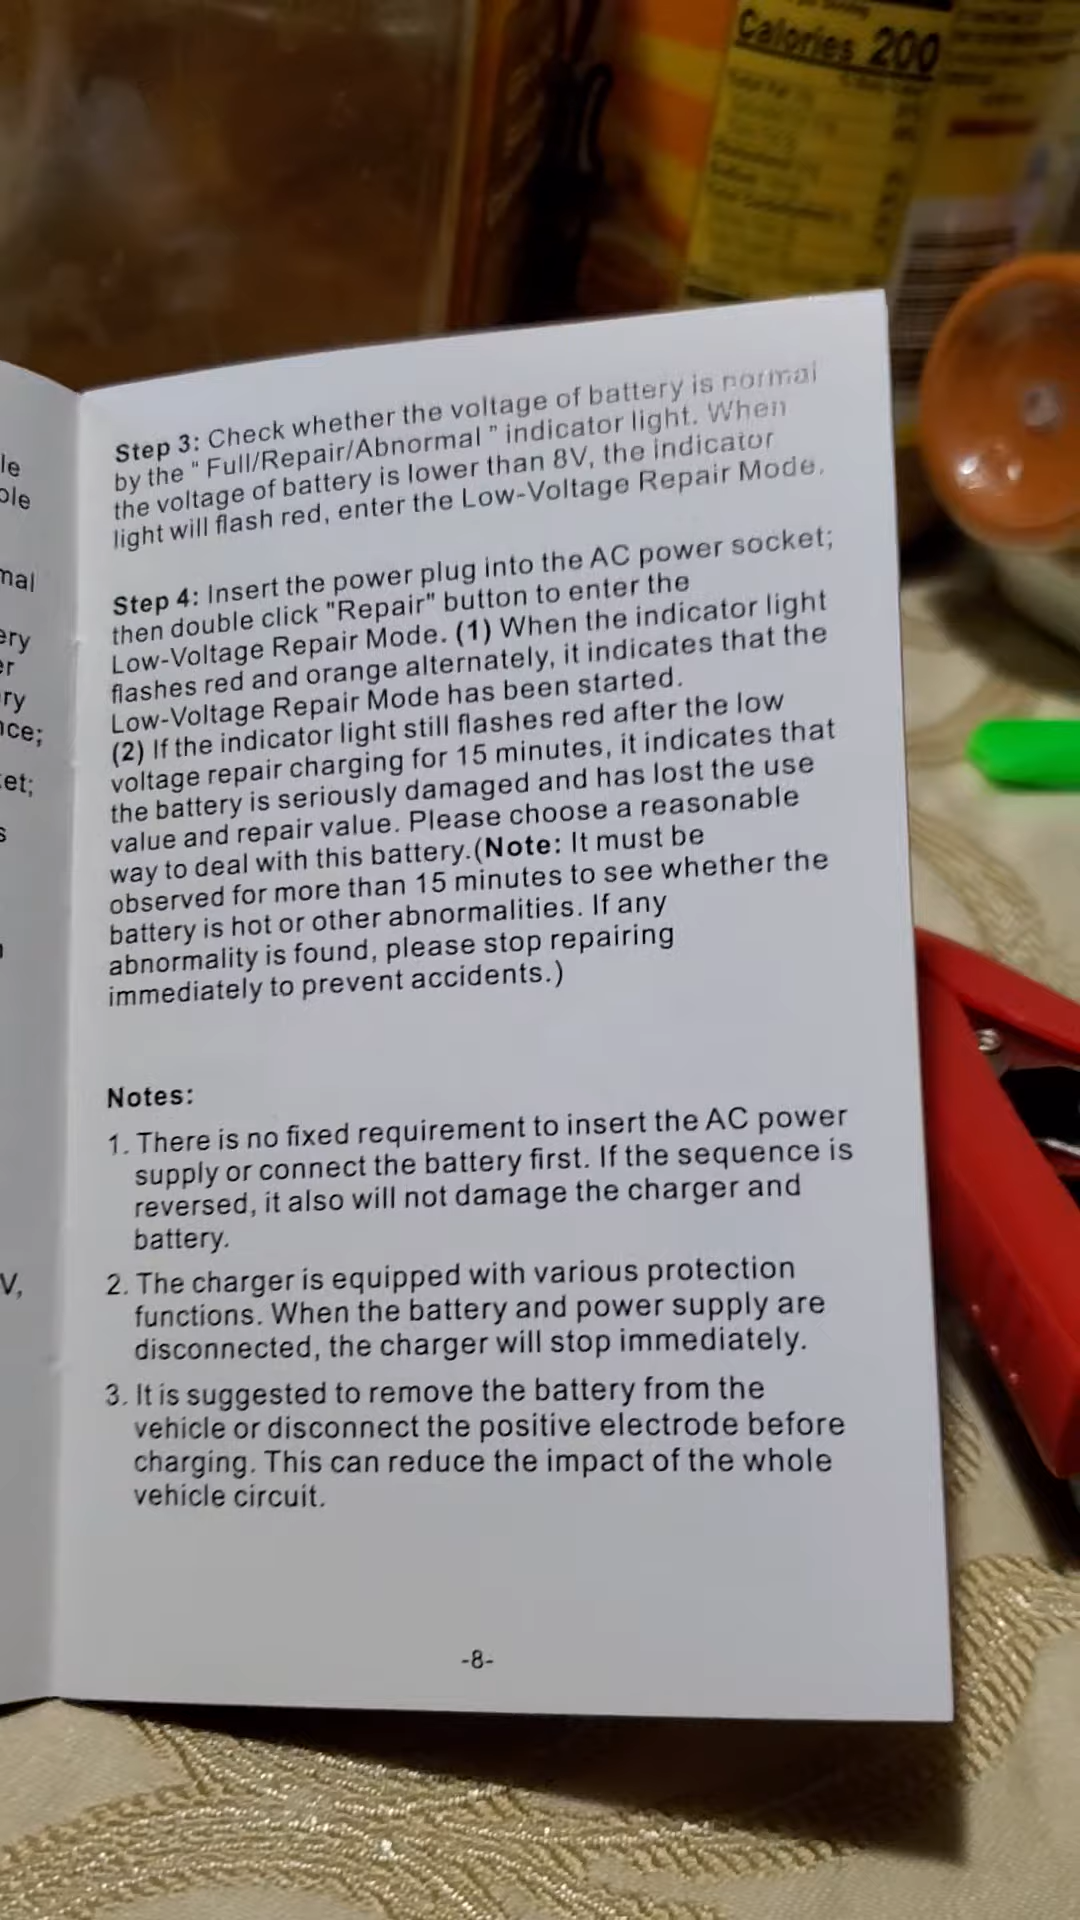 Calories 200
le
ole
mal
ery
er
ry
nce;
et;
s
V,
Step 3: Check whether the voltage of battery is normal
by the " Full/Repair/Abnormal " indicator light. When
the voltage of battery is lower than 8V, the indicator
light will flash red, enter the Low-Voltage Repair Mode.
Step 4: Insert the power plug into the AC power socket;
then double click "Repair" button to enter the
Low-Voltage Repair Mode. (1) When the indicator light
flashes red and orange alternately, it indicates that the
Low-Voltage Repair Mode has been started.
(2) If the indicator light still flashes red after the low
voltage repair charging for 15 minutes, it indicates that
the battery is seriously damaged and has lost the use
value and repair value. Please choose a reasonable
way to deal with this battery.(Note: It must be
observed for more than 15 minutes to see whether the
battery is hot or other abnormalities. If any
abnormality is found, please stop repairing
immediately to prevent accidents.)
Notes:
1. There is no fixed requirement to insert the AC power
supply or connect the battery first. If the sequence is
reversed, it also will not damage the charger and
battery.
2. The charger is equipped with various protection
functions. When the battery and power supply are
disconnected, the charger will stop immediately.
3. It is suggested to remove the battery from the
vehicle or disconnect the positive electrode before
charging. This can reduce the impact of the whole
vehicle circuit.
-8-